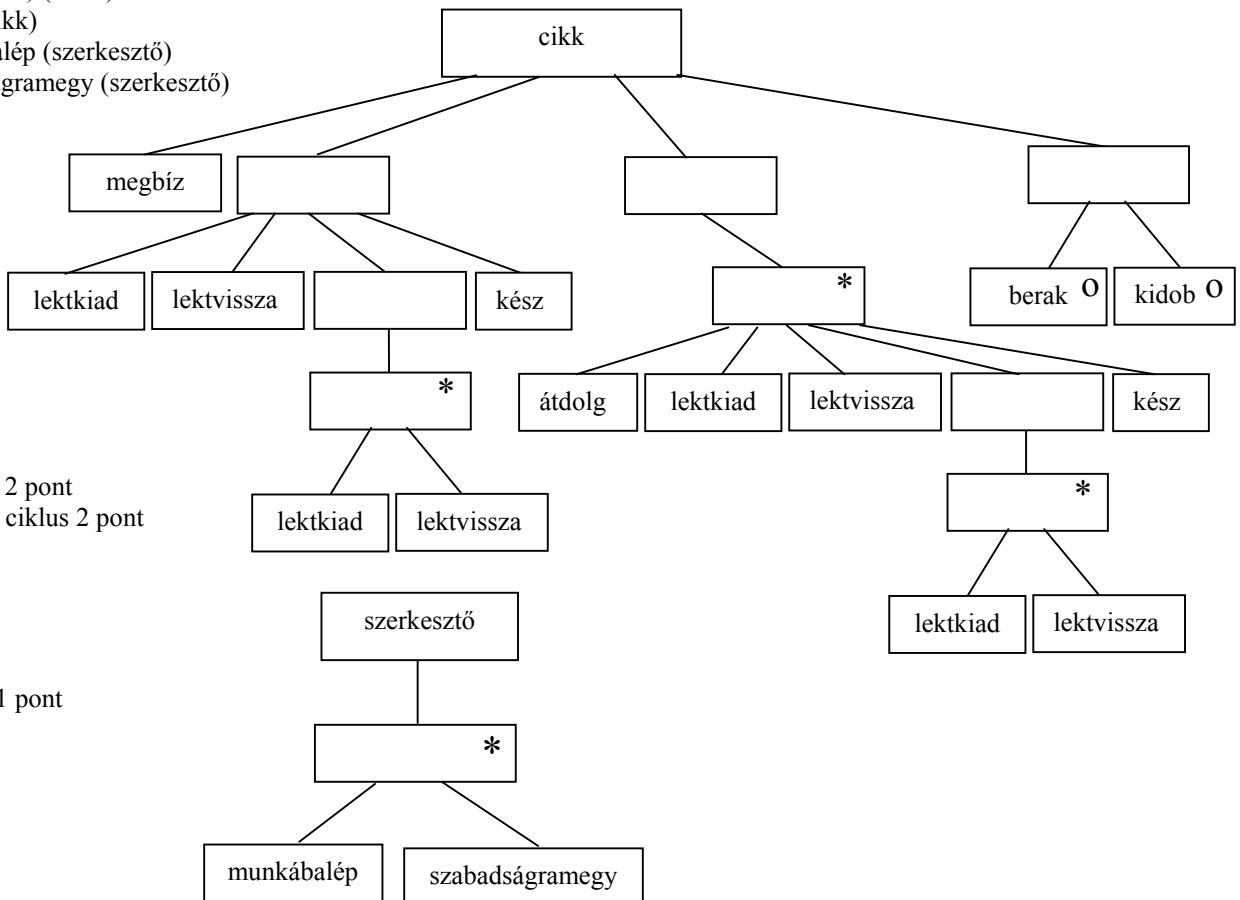 kk)
lép (szerkesztő)
gramegy (szerkesztő)
cikk
megbíz
lektkiad
lektvissza
kész
*
berak O
kidob O
*
átdolg
lektkiad
lektvissza
kész
2 pont
ciklus 2 pont
lektkiad
lektvissza
*
lektkiad
lektvissza
szerkesztő
1 pont
*
munkábalép
szabadságramegy